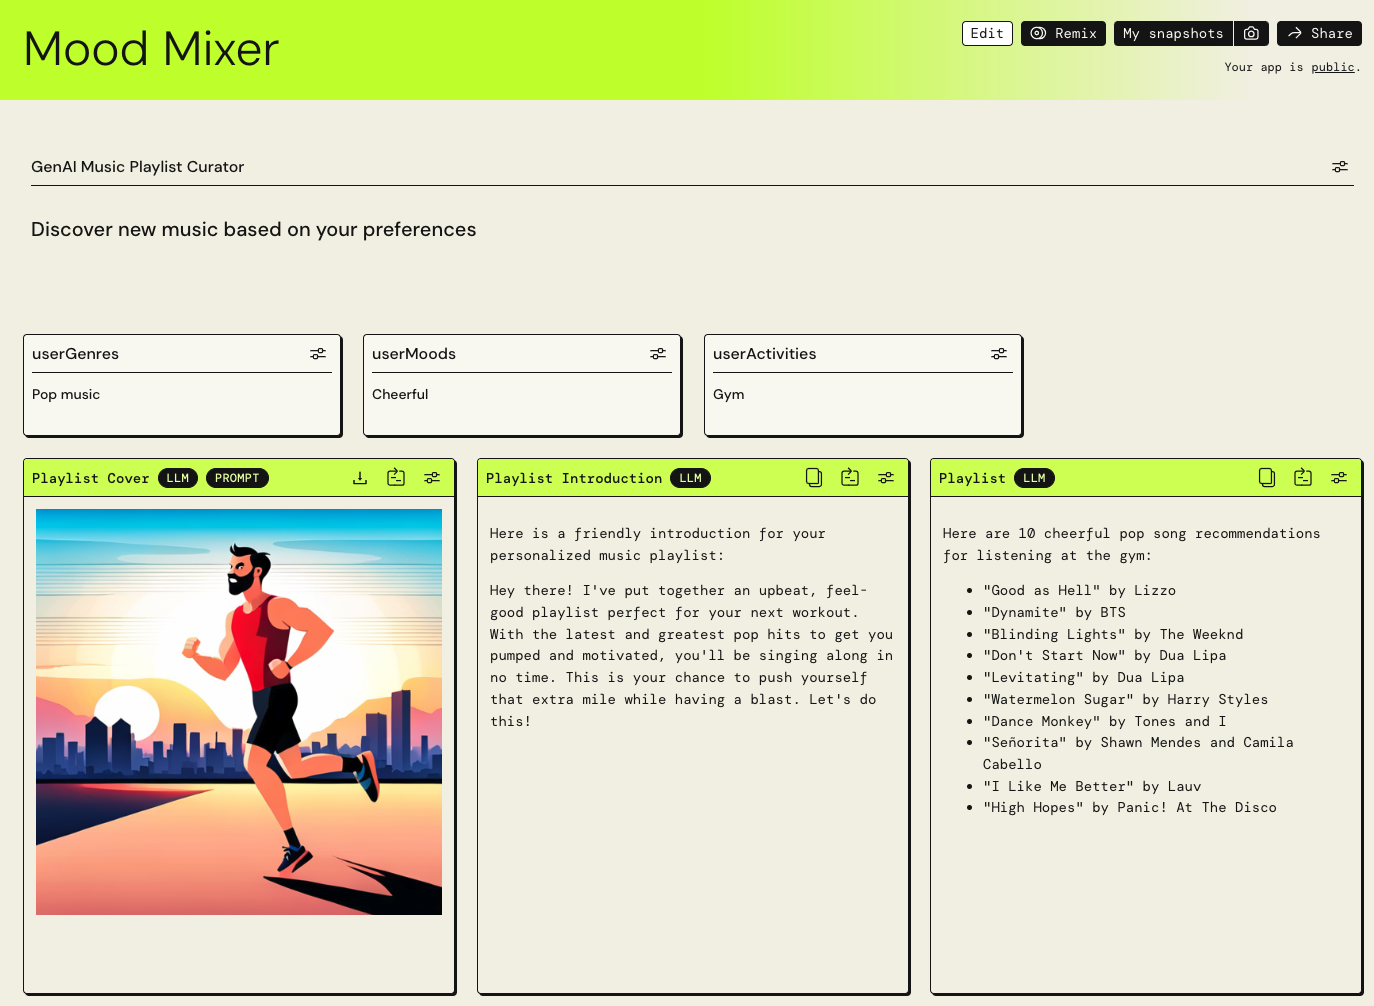 Mood Mixer
Edit
Remix
My snapshots
Share
Your app is public.
GenAI Music Playlist Curator
Discover new music based on your preferences
userGenres
Pop music
userMoods
Cheerful
userActivities
Gym
Playlist Cover LLM PROMPT
Playlist Introduction LLM
Here is a friendly introduction for your
personalized music playlist:
Hey there! I've put together an upbeat, feel-
good playlist perfect for your next workout.
With the latest and greatest pop hits to get you
pumped and motivated, you'll be singing along in
no time. This is your chance to push yourself
that extra mile while having a blast. Let's do
this!
Playlist LLM
Here are 10 cheerful pop song recommendations
for listening at the gym:
• "Good as Hell" by Lizzo
• "Dynamite" by BTS
• "Blinding Lights" by The Weeknd
• "Don't Start Now" by Dua Lipa
• "Levitating" by Dua Lipa
• "Watermelon Sugar" by Harry Styles
• "Dance Monkey" by Tones and I
• "Señorita" by Shawn Mendes and Camila
Cabello
• "I Like Me Better" by Lauv
• "High Hopes" by Panic! At The Disco